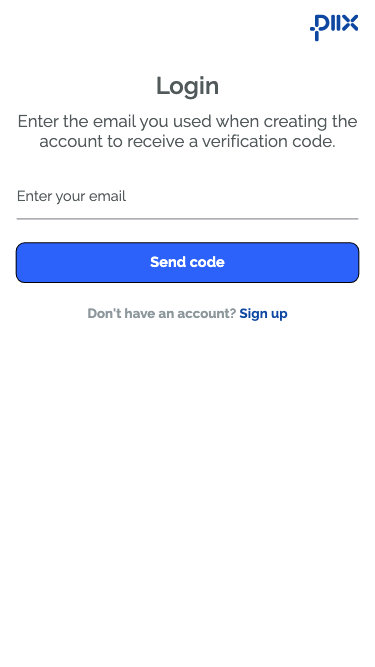 piix
Login
Enter the email you used when creating the
account to receive a verification code.
Enter your email
Send code
Don't have an account? Sign up